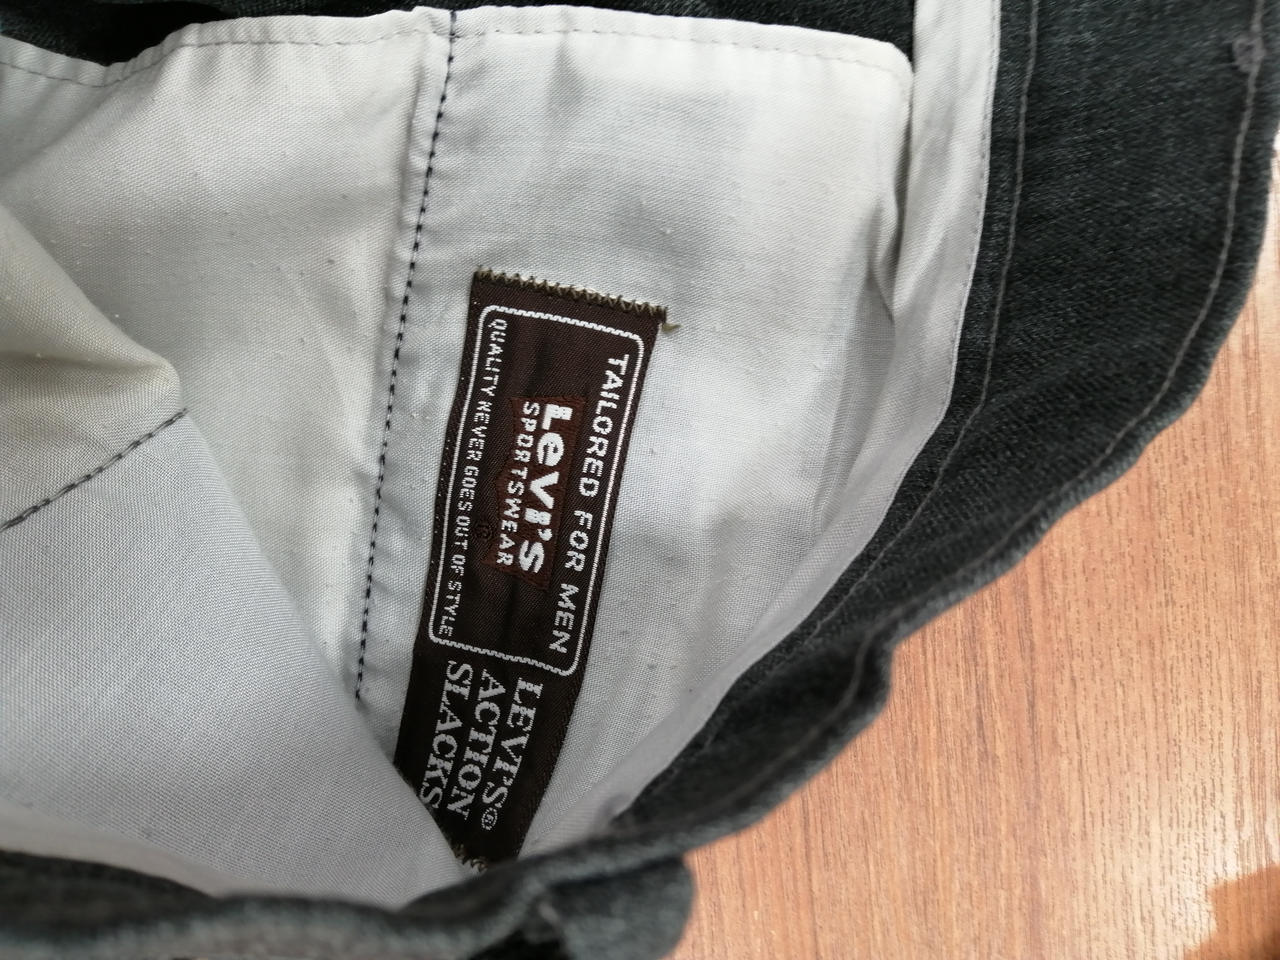 TAILORED FOR MEN
LEVI'S
SPORTSWEAR
®
QUALITY NEVER GOES OUT OF STYLE
LEVI'S®
ACTION
SLACKS